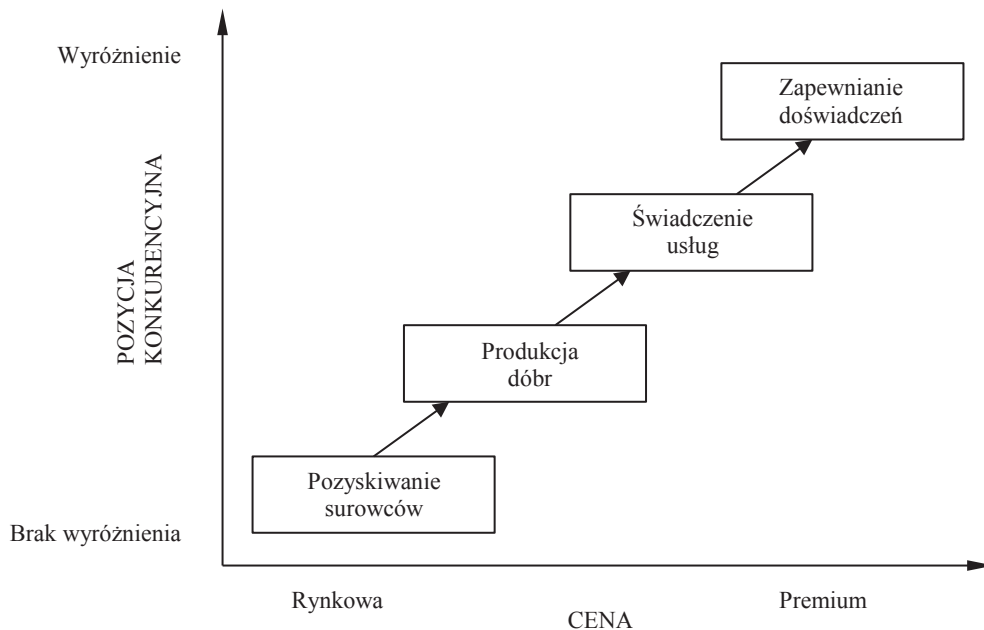 Wyróżnienie
Zapewnianie
doświadczeń
POZYCJA
KONKURENCYJNA
Świadczenie
usług
Produkcja
dóbr
Pozyskiwanie
surowców
Brak wyróżnienia
Rynkowa
Premium
CENA